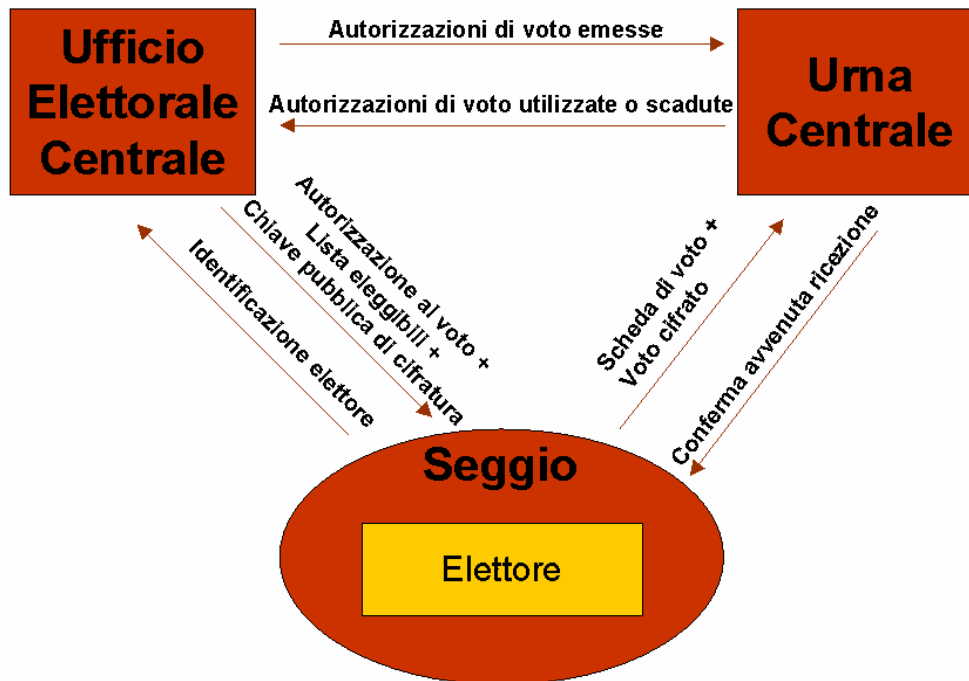 Ufficio
Elettorale
Centrale
Autorizzazioni di voto emesse
Autorizzazioni di voto utilizzate o scadute
Urna
Centrale
Identificazione elettore
Autorizzazione al voto +
Lista eleggibili +
Chiave pubblica di cifratura
Scheda di voto +
Voto cifrato
Conferma avvenuta ricezione
Seggio
Elettore